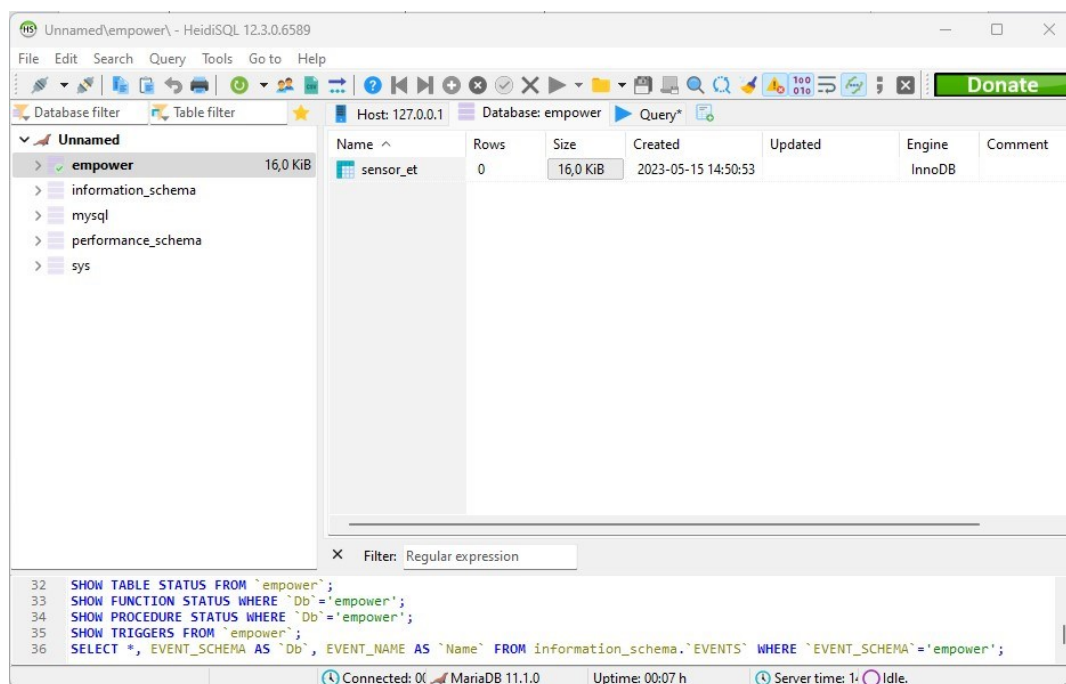 Unnamed\empower\ - HeidiSQL 12.3.0.6589
File Edit Search Query Tools Go to Help
Donate
Database filter Table filter
Host: 127.0.0.1 Database: empower Query*
Unnamed
empower 16,0 KiB
information_schema
mysql
performance_schema
sys
Name Rows Size Created Updated Engine Comment
sensor_et 0 16,0 KiB 2023-05-15 14:50:53 InnoDB
Filter: Regular expression
32 SHOW TABLE STATUS FROM `empower`;
33 SHOW FUNCTION STATUS WHERE `Db`='empower';
34 SHOW PROCEDURE STATUS WHERE `Db`='empower';
35 SHOW TRIGGERS FROM `empower`;
36 SELECT *, EVENT_SCHEMA AS `Db`, EVENT_NAME AS `Name` FROM information_schema.`EVENTS` WHERE `EVENT_SCHEMA`='empower';
Connected: 0 MariaDB 11.1.0 Uptime: 00:07 h Server time: 1 Idle.